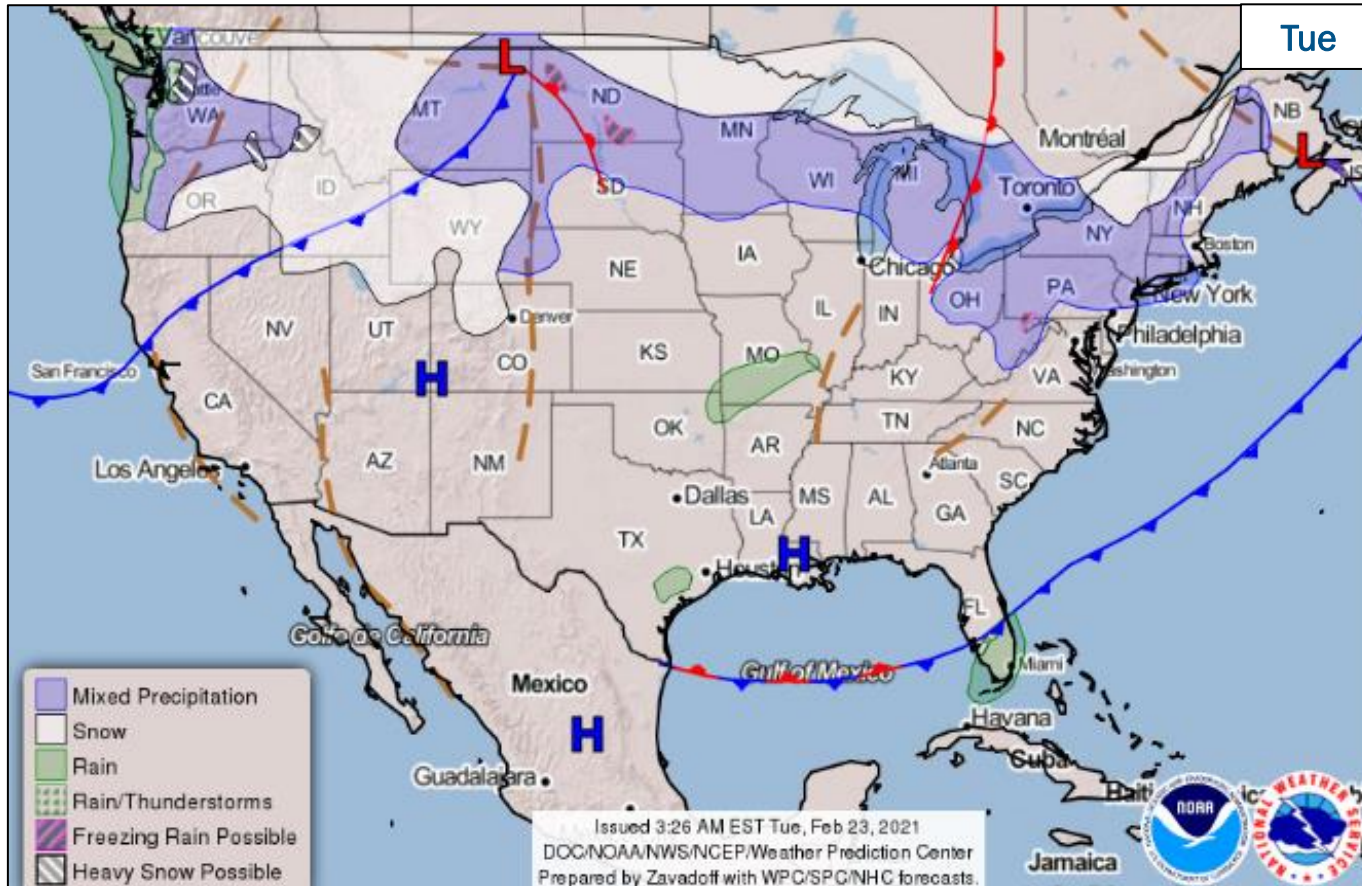 Tue
Vancouver
L
ND
MT
WA
MN
NB
Montréal
L
OR
ID
WY
SD
WI
MI
Toronto
NH
NY
Boston
IA
Chicago
NE
OH
PA
New York
NV
UT
Denver
IL
IN
Philadelphia
San Francisco
H
CO
KS
MO
KY
VA
Washington
CA
TN
NC
OK
AR
Los Angeles
AZ
NM
Atlanta
SC
Dallas
MS
AL
GA
LA
TX
H
Houston
FL
Golfo de California
Gulf of Mexico
Miami
Mexico
H
Havana
Cuba
Guadalajara
Jamaica
Mixed Precipitation
Snow
Rain
Rain/Thunderstorms
Freezing Rain Possible
Heavy Snow Possible
Issued 3:26 AM EST Tue, Feb 23, 2021
DOC/NOAA/NWS/NCEP/Weather Prediction Center
Prepared by Zavadoff with WPC/SPC/NHC forecasts.
NOAA
NATIONAL WEATHER SERVICE